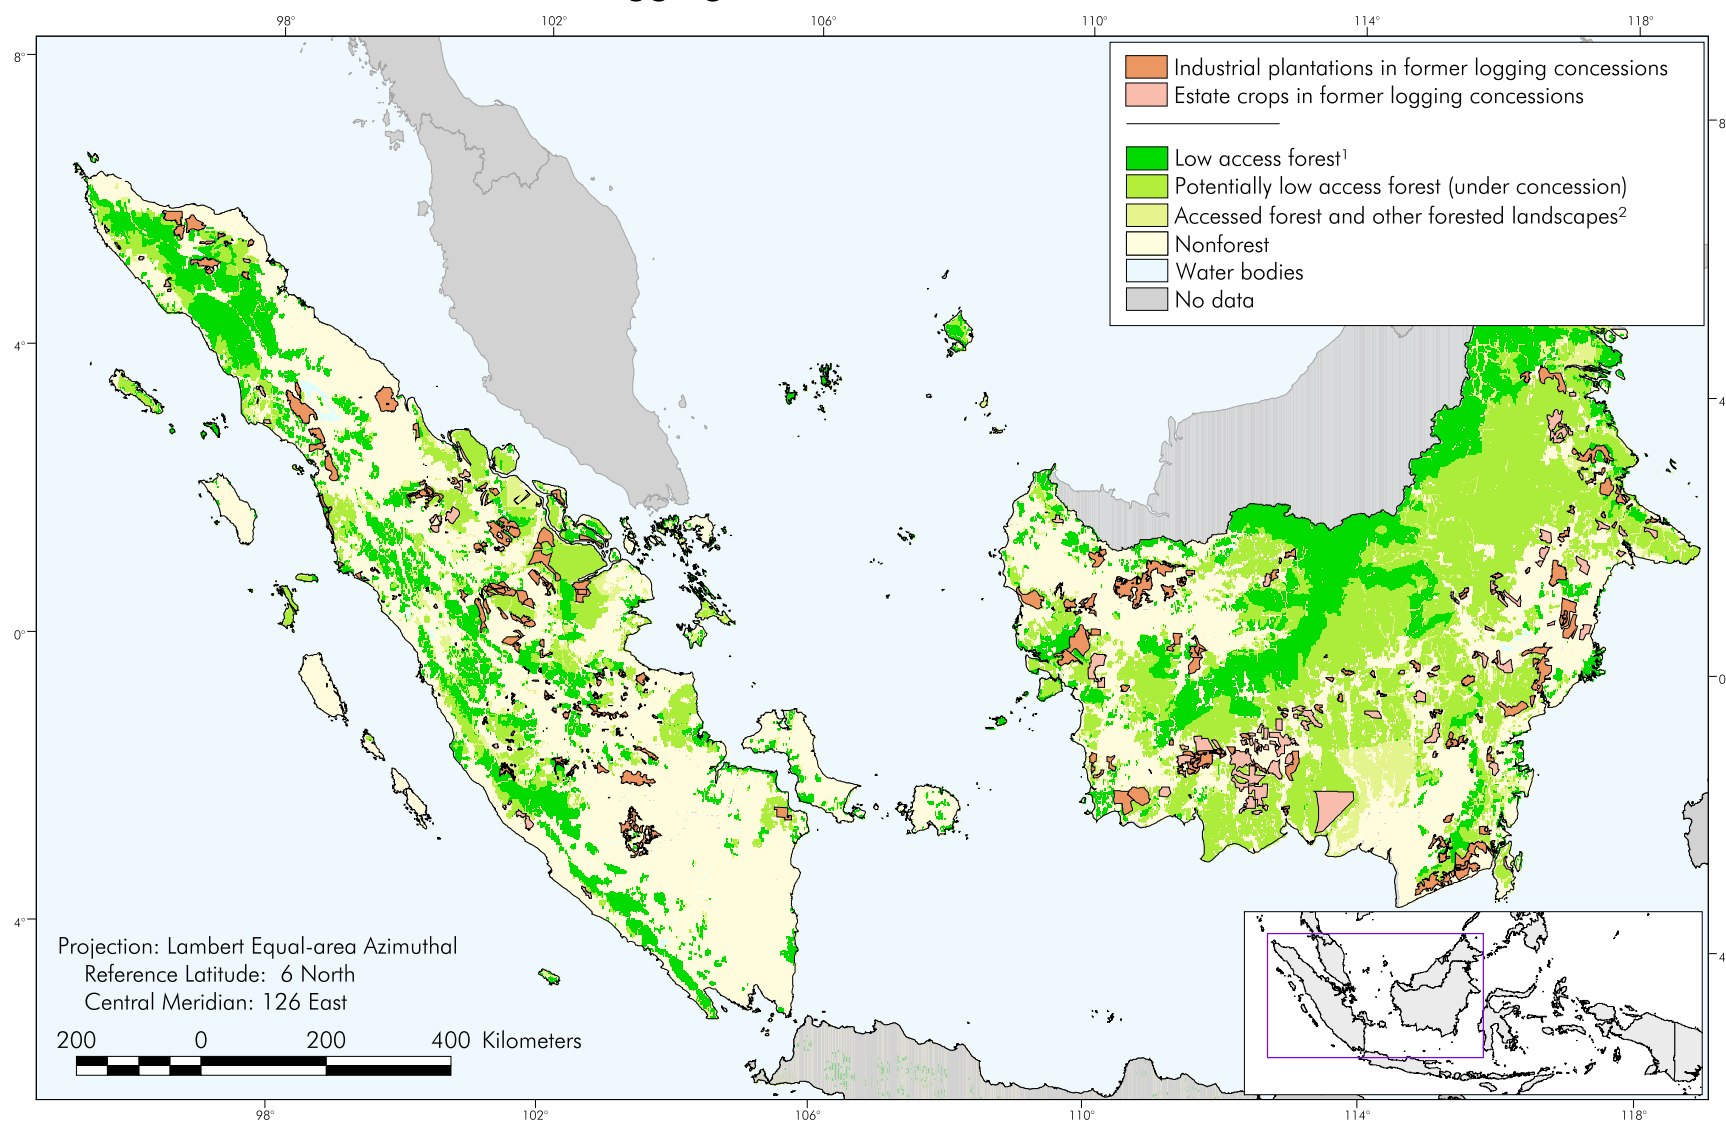 98° 102° 106° 110° 114° 118°
8°
8
4°
4
0°
0
4°
4
Industrial plantations in former logging concessions
Estate crops in former logging concessions
Low access forest¹
Potentially low access forest (under concession)
Accessed forest and other forested landscapes²
Nonforest
Water bodies
No data
Projection: Lambert Equal-area Azimuthal
Reference Latitude: 6 North
Central Meridian: 126 East
200 0 200 400 Kilometers
98° 102° 106° 110° 114° 118°